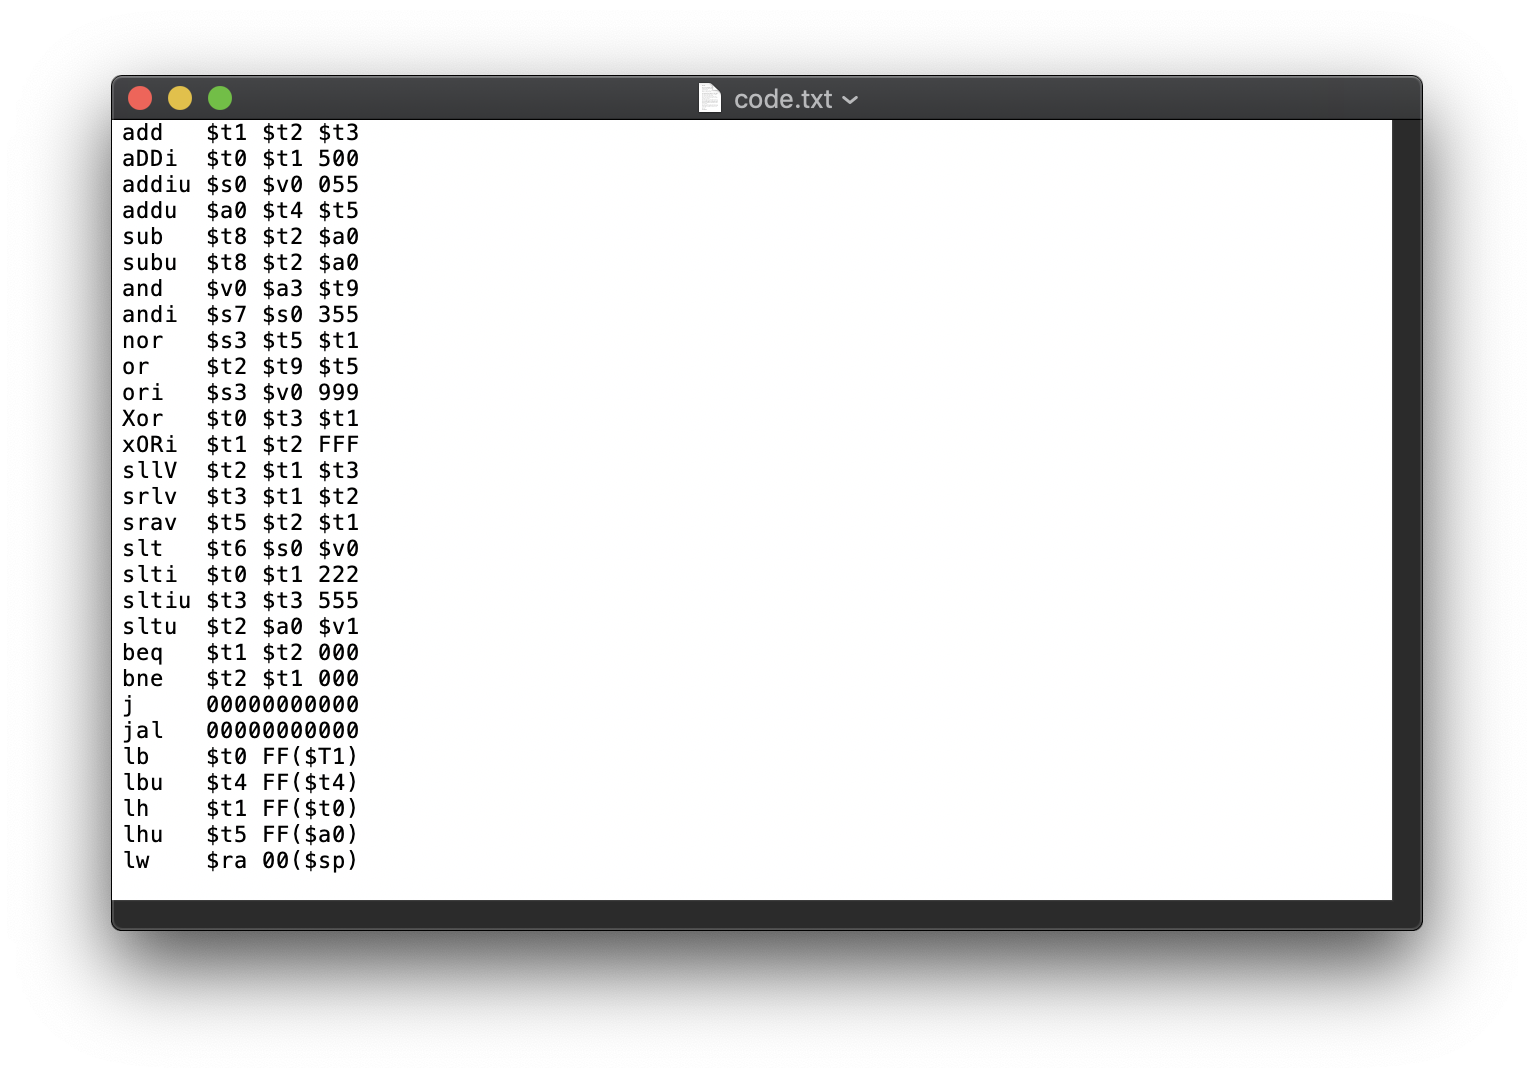 code.txt
add   $t1 $t2 $t3
aDDi  $t0 $t1 500
addiu $s0 $v0 055
addu  $a0 $t4 $t5
sub   $t8 $t2 $a0
subu  $t8 $t2 $a0
and   $v0 $a3 $t9
andi  $s7 $s0 355
nor   $s3 $t5 $t1
or    $t2 $t9 $t5
ori   $s3 $v0 999
Xor   $t0 $t3 $t1
xORi  $t1 $t2 FFF
sllV  $t2 $t1 $t3
srlv  $t3 $t1 $t2
srav  $t5 $t2 $t1
slt   $t6 $s0 $v0
slti  $t0 $t1 222
sltiu $t3 $t3 555
sltu  $t2 $a0 $v1
beq   $t1 $t2 000
bne   $t2 $t1 000
j     00000000000
jal   00000000000
lb    $t0 FF($T1)
lbu   $t4 FF($t4)
lh    $t1 FF($t0)
lhu   $t5 FF($a0)
lw    $ra 00($sp)